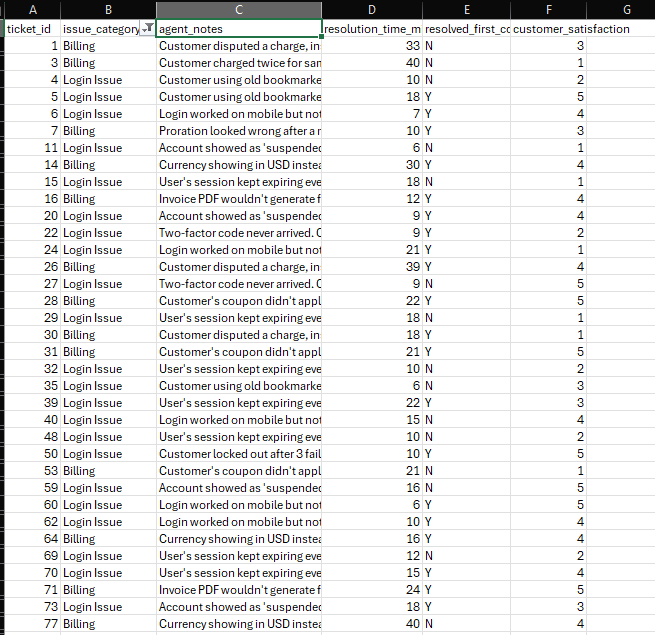 A B C D E F G
ticket_id issue_category agent_notes resolution_time_m resolved_first_co customer_satisfaction
1 Billing Customer disputed a charge, in 33 N 3
3 Billing Customer charged twice for sam 40 N 1
4 Login Issue Customer using old bookmarke 10 N 2
5 Login Issue Customer using old bookmarke 18 Y 5
6 Login Issue Login worked on mobile but not 7 Y 4
7 Billing Proration looked wrong after a 10 Y 3
11 Login Issue Account showed as 'suspended 6 N 1
14 Billing Currency showing in USD instea 30 Y 4
15 Login Issue User's session kept expiring eve 18 N 1
16 Billing Invoice PDF wouldn't generate f 12 Y 4
20 Login Issue Account showed as 'suspended 9 Y 4
22 Login Issue Two-factor code never arrived. C 9 Y 2
24 Login Issue Login worked on mobile but not 21 Y 1
26 Billing Customer disputed a charge, in 39 Y 4
27 Login Issue Two-factor code never arrived. C 9 N 5
28 Billing Customer's coupon didn't appl 22 Y 5
29 Login Issue User's session kept expiring eve 18 N 1
30 Billing Customer disputed a charge, in 18 Y 1
31 Billing Customer's coupon didn't appl 21 Y 5
32 Login Issue User's session kept expiring eve 10 N 2
35 Login Issue Customer using old bookmarke 6 N 3
39 Login Issue User's session kept expiring eve 22 Y 3
40 Login Issue Login worked on mobile but not 15 N 4
48 Login Issue User's session kept expiring eve 10 N 2
50 Login Issue Customer locked out after 3 fail 10 Y 5
53 Billing Customer's coupon didn't appl 21 N 1
59 Login Issue Account showed as 'suspended 16 N 5
60 Login Issue Login worked on mobile but not 6 Y 5
62 Login Issue Login worked on mobile but not 10 Y 4
64 Billing Currency showing in USD instea 16 Y 4
69 Login Issue User's session kept expiring eve 12 N 2
70 Login Issue User's session kept expiring eve 15 Y 4
71 Billing Invoice PDF wouldn't generate f 24 Y 5
73 Login Issue Account showed as 'suspended 18 Y 3
77 Billing Currency showing in USD instea 40 N 4